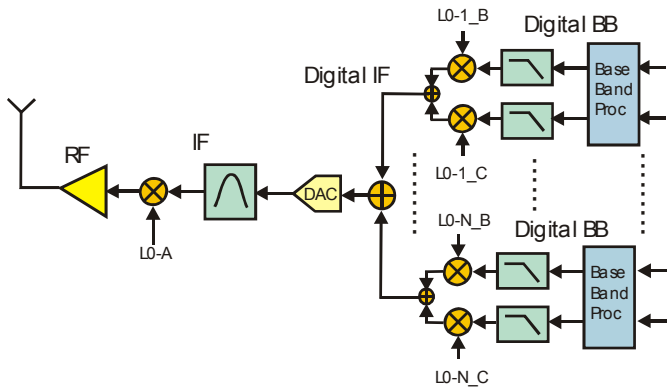 L0-1_B
Digital BB
Digital IF
Base
Band
Proc
L0-1_C
RF
IF
DAC
L0-A
L0-N_B
Digital BB
Base
Band
Proc
L0-N_C